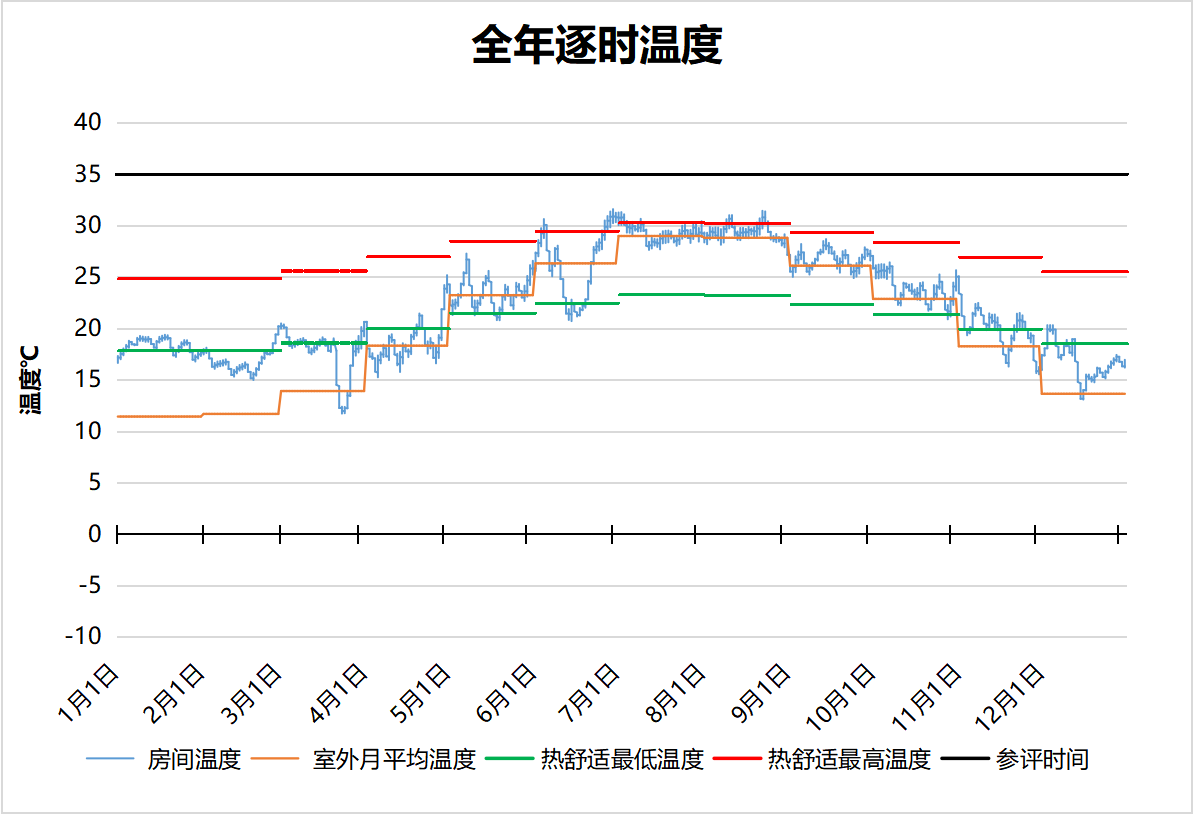 全年逐时温度
40
35
30
25
20
15
10
5
0
-5
-10
温度℃
1月1日
2月1日
3月1日
4月1日
5月1日
6月1日
7月1日
8月1日
9月1日
10月1日
11月1日
12月1日
房间温度 室外月平均温度 热舒适最低温度 热舒适最高温度 参评时间